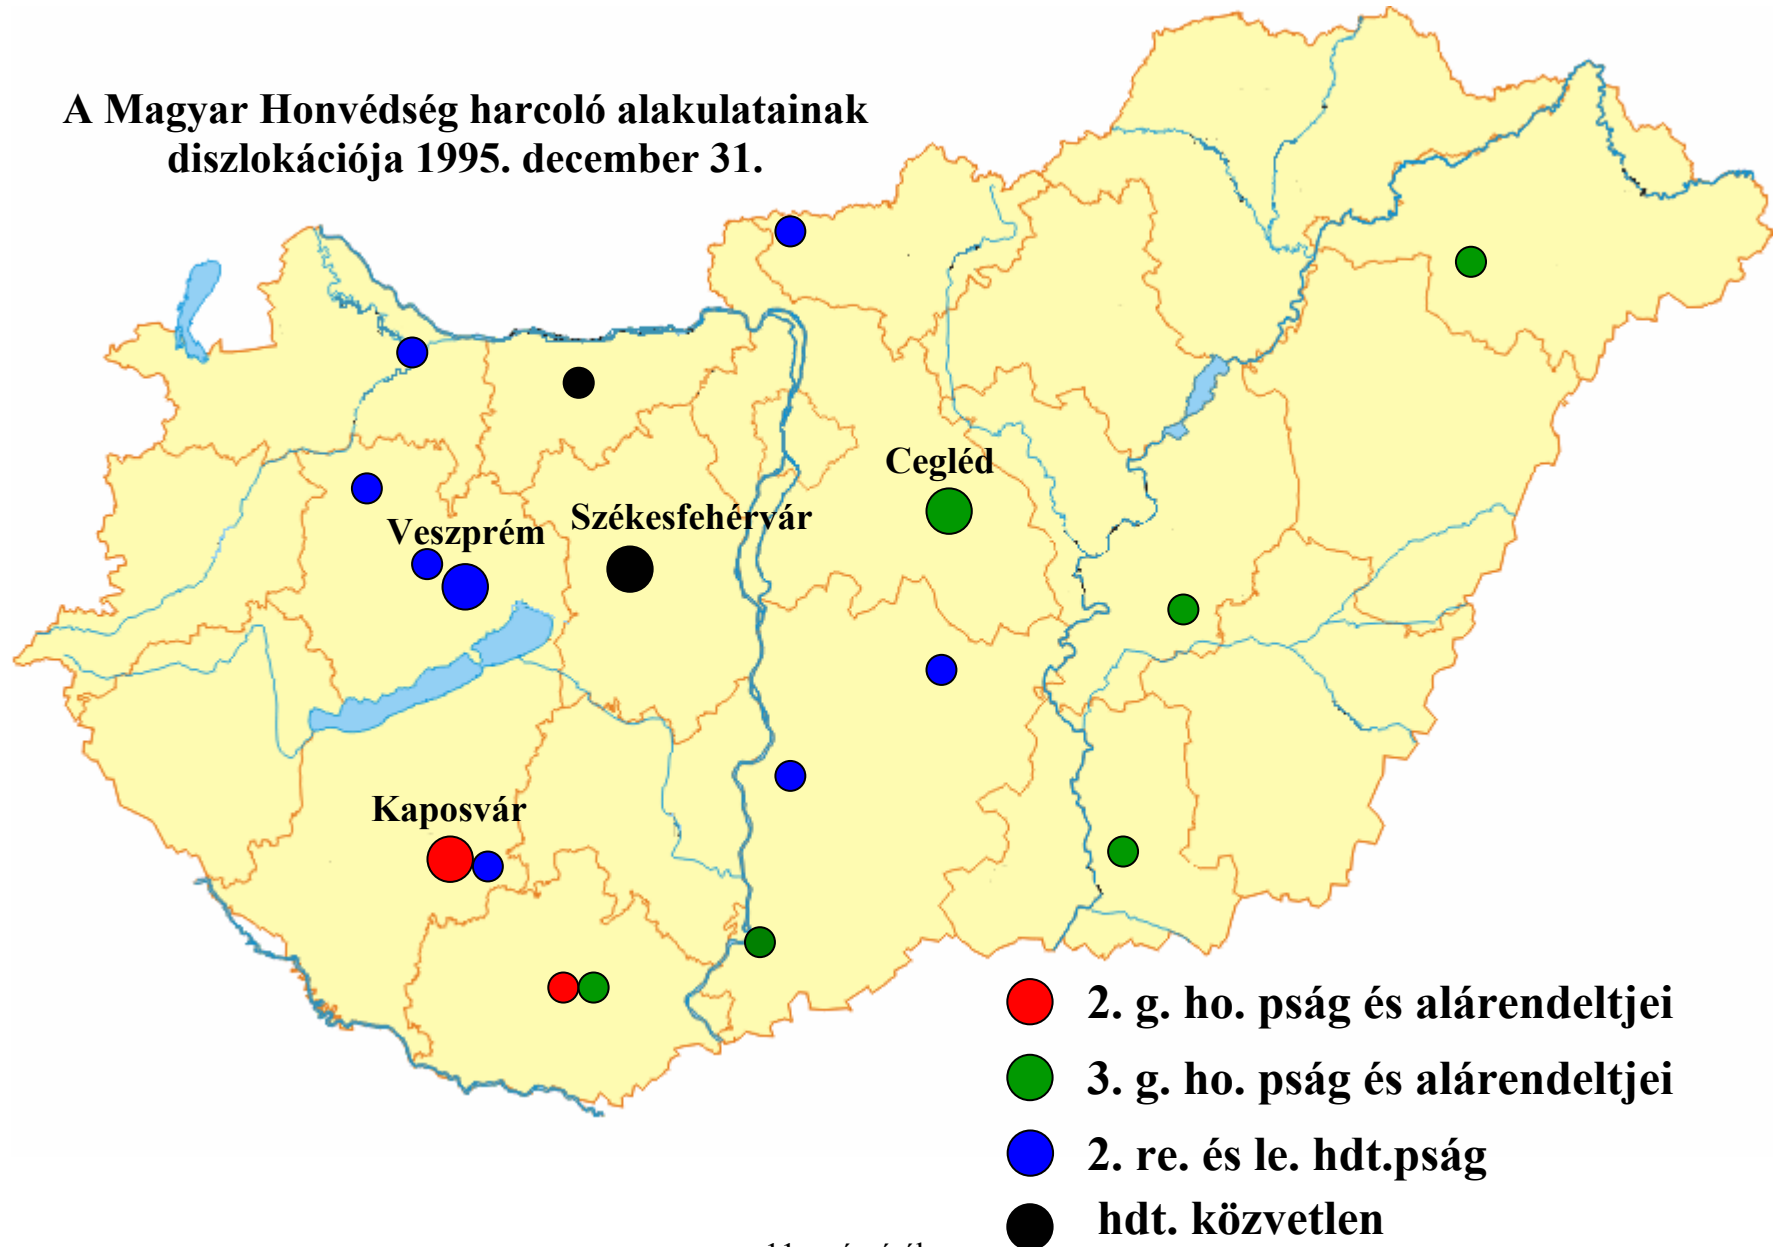 A Magyar Honvédség harcoló alakulatainak
diszlokációja 1995. december 31.
Cegléd
Székesfehérvár
Veszprém
Kaposvár
2. g. ho. pság és alárendeltjei
3. g. ho. pság és alárendeltjei
2. re. és le. hdt.pság
hdt. közvetlen